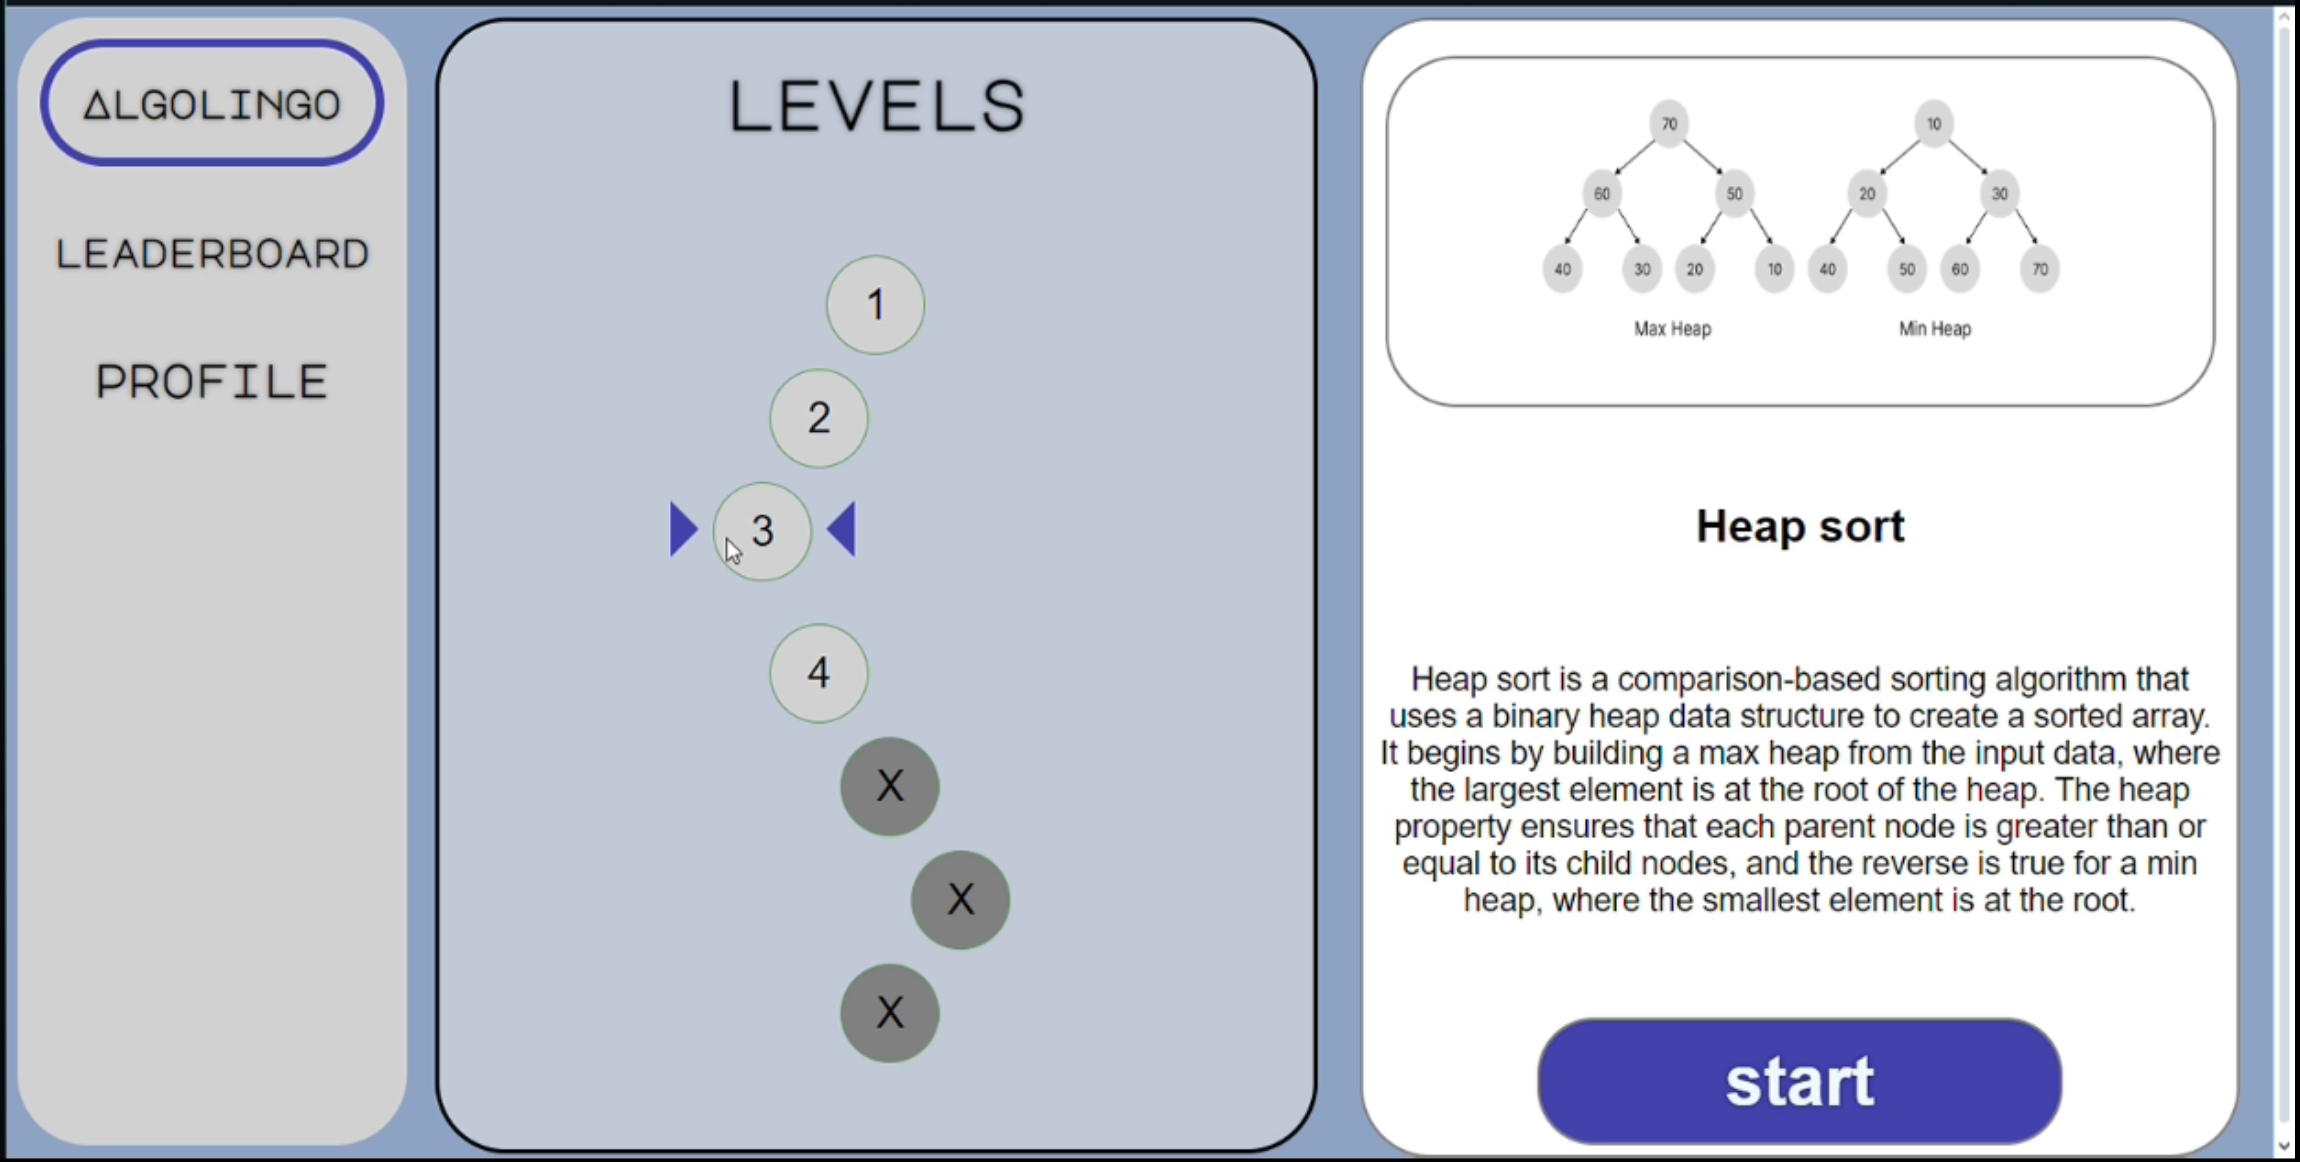 ΔLGOLINGO
LEADERBOARD
PROFILE
LEVELS
1
2
3
4
X
X
X
70
60 50
40 30 20 10
Max Heap
10
20 30
40 50 60 70
Min Heap
Heap sort
Heap sort is a comparison-based sorting algorithm that
uses a binary heap data structure to create a sorted array.
It begins by building a max heap from the input data, where
the largest element is at the root of the heap. The heap
property ensures that each parent node is greater than or
equal to its child nodes, and the reverse is true for a min
heap, where the smallest element is at the root.
start